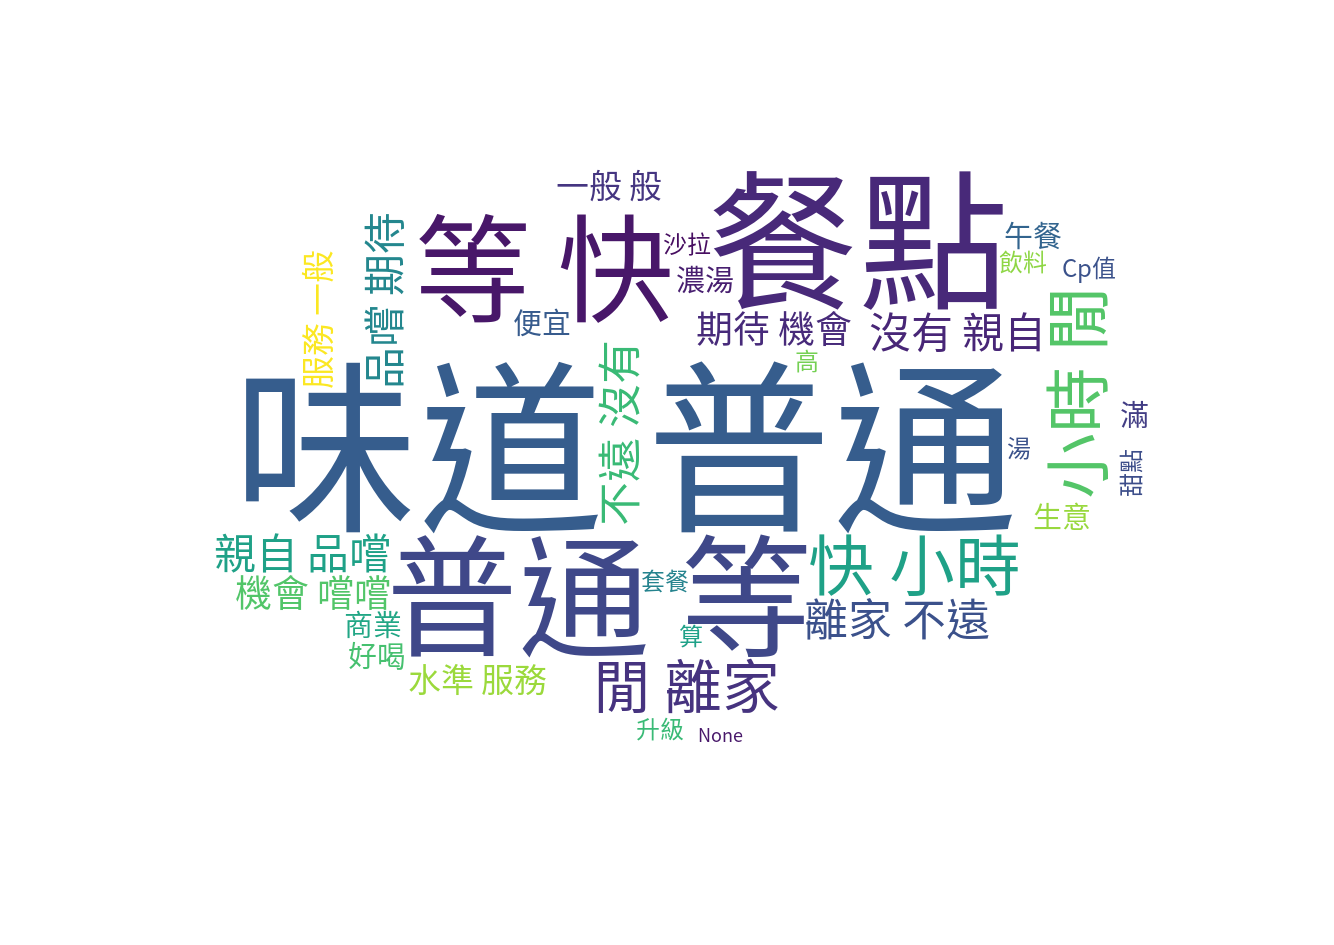 一般 般
餐點
等 快
沙拉
午餐
飲料
Cp值
濃湯
品嚐 期待
服務 一般
便宜
期待 機會
沒有 親自
小時 閒
高
不遠 沒有
味道 普通
滿
湯
甜點
生意
親自 品嚐
普通 等
快 小時
套餐
機會 嚐嚐
離家 不遠
商業
算
好喝
水準 服務
閒 離家
升級
None